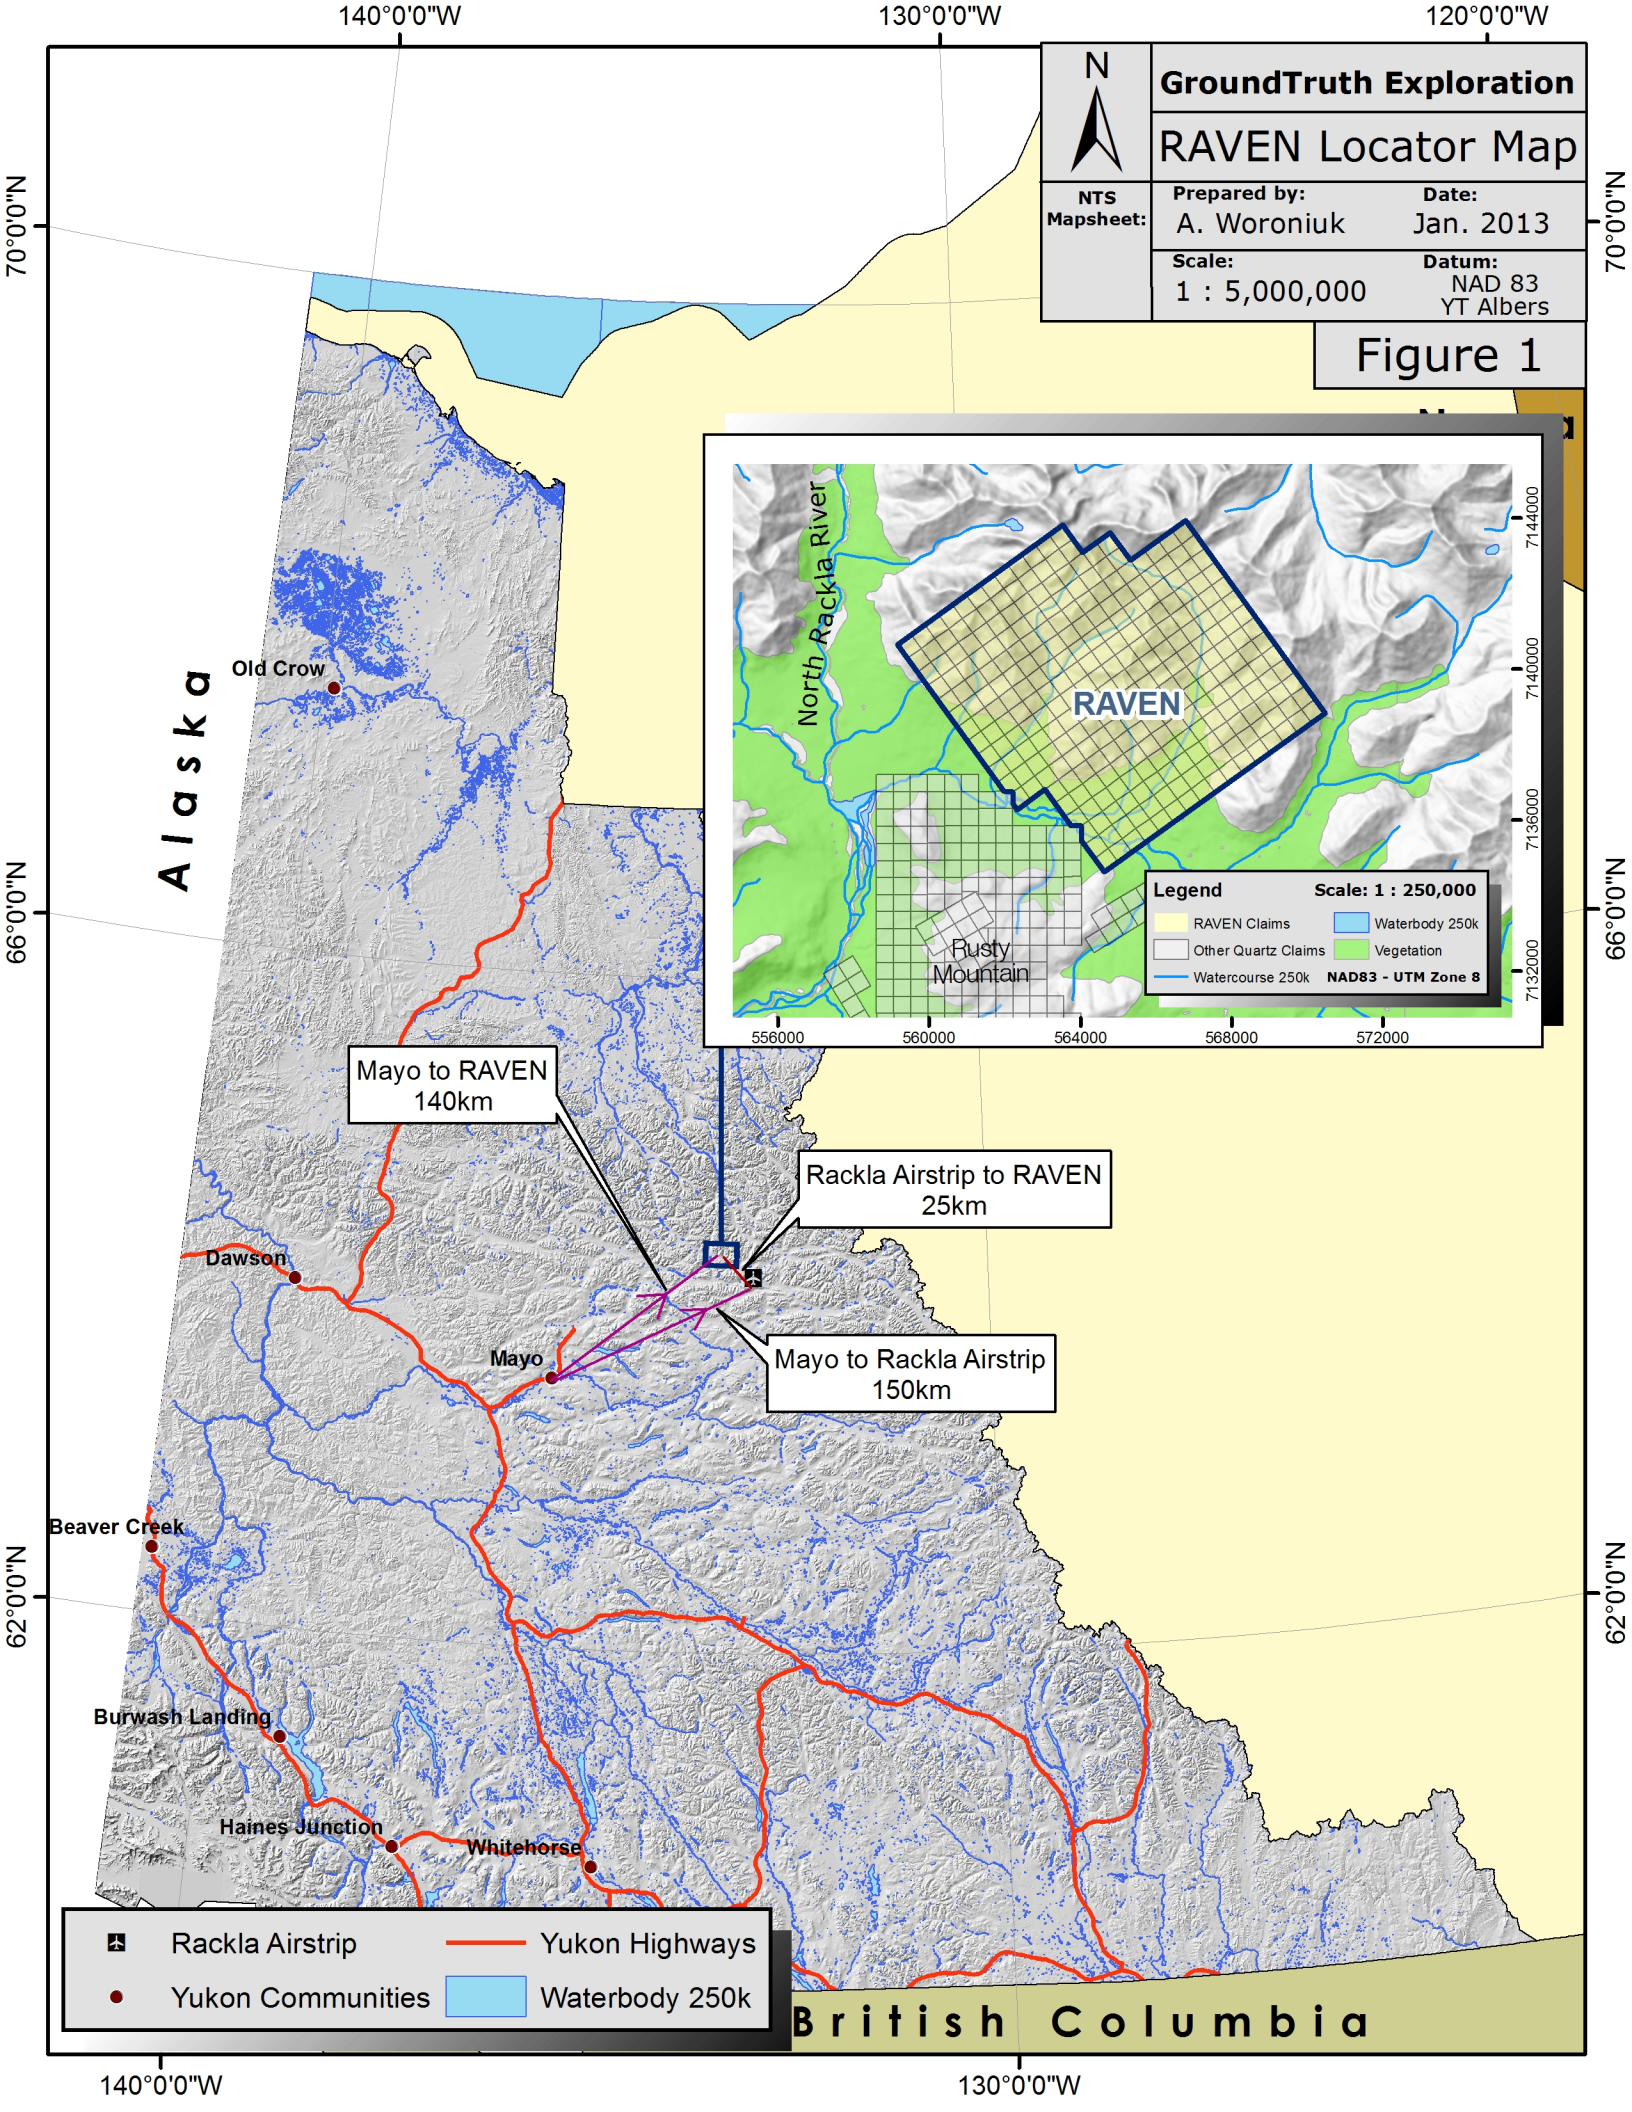 140°0'0"W
130°0'0"W
120°0'0"W
N
GroundTruth Exploration
RAVEN Locator Map
NTS
Mapsheet:
Prepared by:
A. Woroniuk
Date:
Jan. 2013
Scale:
1 : 5,000,000
Datum:
NAD 83
YT Albers
Figure 1
70°0'0"N
70°0'0"N
North Rackla River
RAVEN
Rusty
Mountain
7144000
7140000
7136000
7132000
Legend
Scale: 1 : 250,000
RAVEN Claims
Waterbody 250k
Other Quartz Claims
Vegetation
Watercourse 250k
NAD83 - UTM Zone 8
556000
560000
564000
568000
572000
Old Crow
Alaska
66°0'0"N
66°0'0"N
Mayo to RAVEN
140km
Rackla Airstrip to RAVEN
25km
Dawson
Mayo
Mayo to Rackla Airstrip
150km
Beaver Creek
62°0'0"N
62°0'0"N
Burwash Landing
Haines Junction
Whitehorse
Rackla Airstrip
Yukon Highways
Yukon Communities
Waterbody 250k
British Columbia
140°0'0"W
130°0'0"W